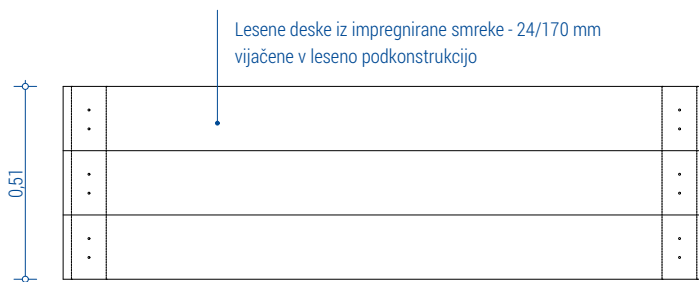 Lesene deske iz impregnirane smreke - 24/170 mm
vijačene v leseno podkonstrukcijo
0,51